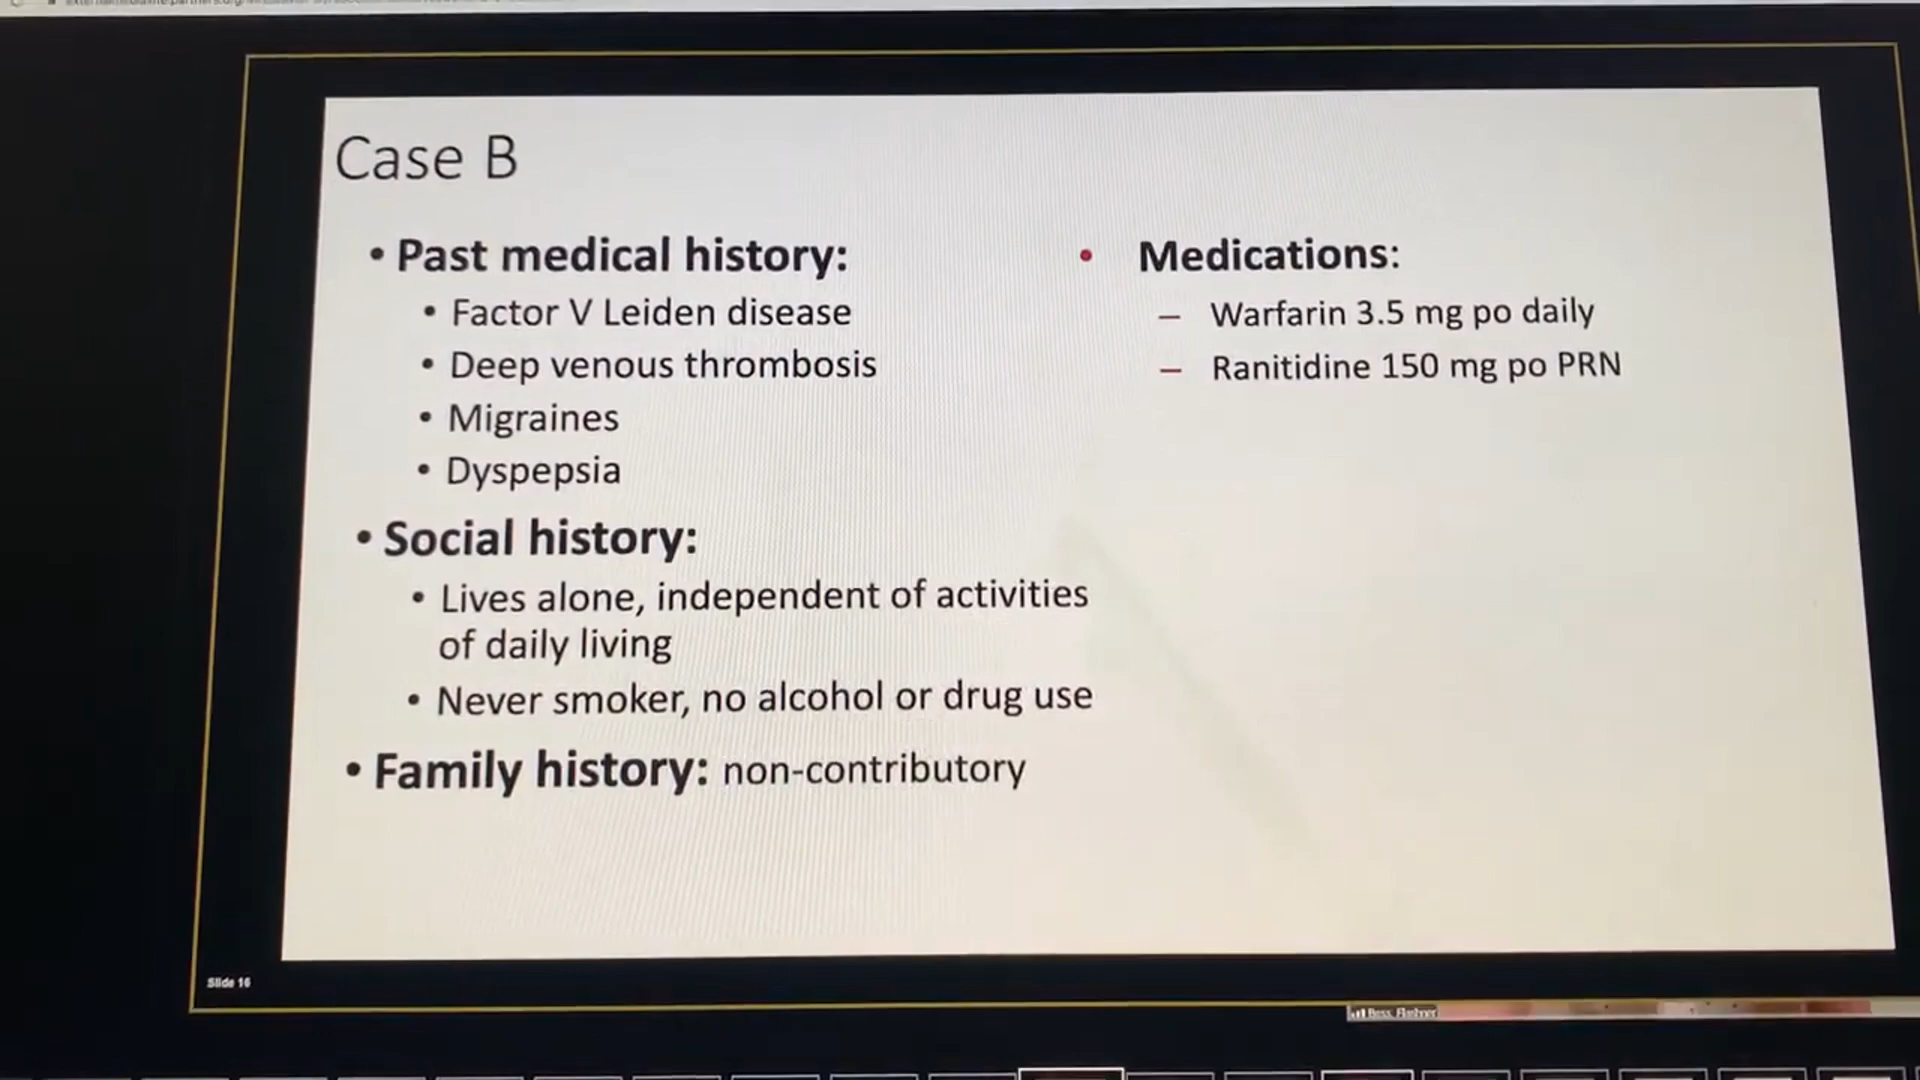 Case B
• Past medical history:
• Factor V Leiden disease
• Deep venous thrombosis
• Migraines
• Dyspepsia
• Social history:
• Lives alone, independent of activities
of daily living
• Never smoker, no alcohol or drug use
• Family history: non-contributory
• Medications:
– Warfarin 3.5 mg po daily
– Ranitidine 150 mg po PRN
Slide 16